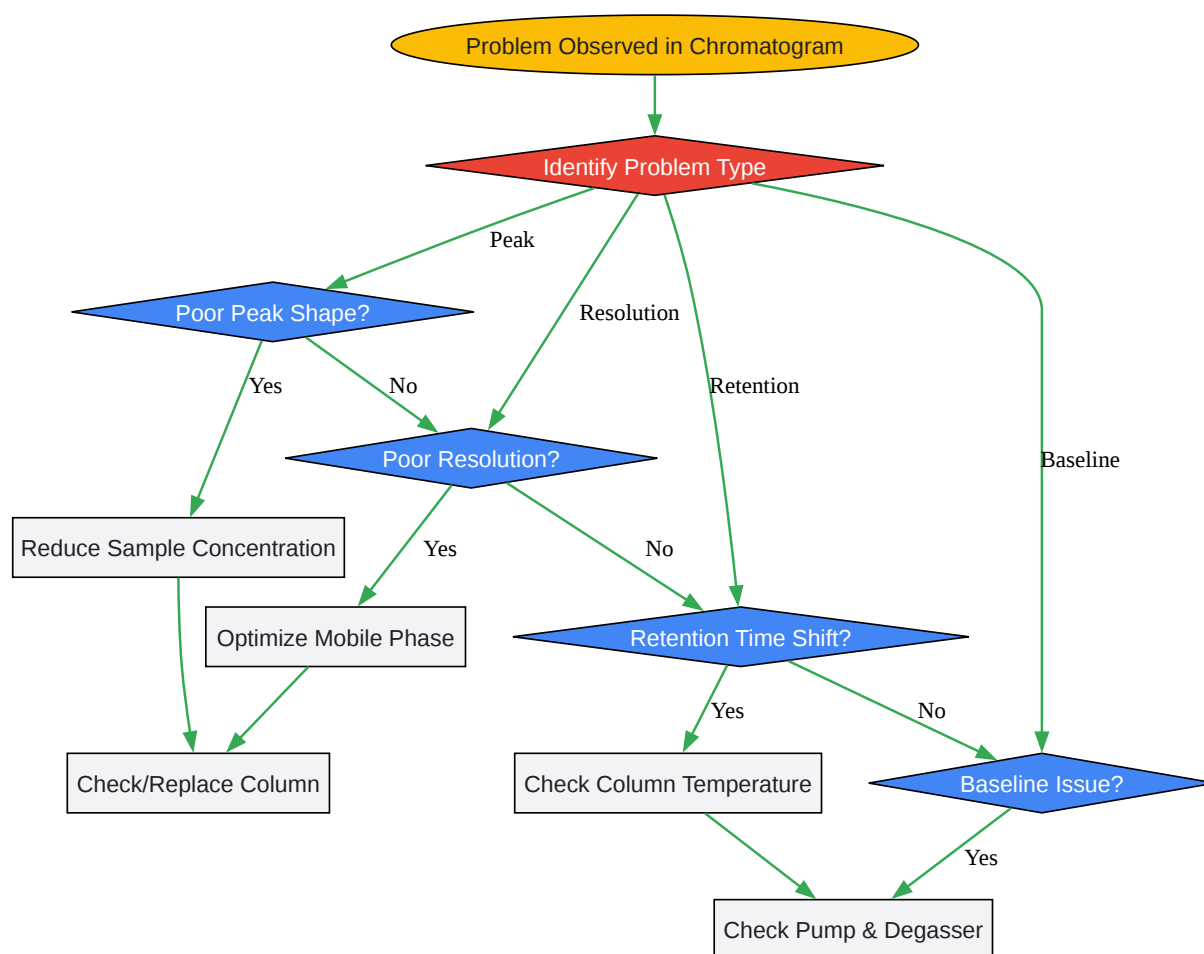 Problem Observed in Chromatogram
Identify Problem Type
Peak
Resolution
Retention
Baseline
Poor Peak Shape?
Yes
No
Poor Resolution?
Yes
No
Reduce Sample Concentration
Optimize Mobile Phase
Retention Time Shift?
Yes
No
Check/Replace Column
Check Column Temperature
Baseline Issue?
Yes
Check Pump & Degasser